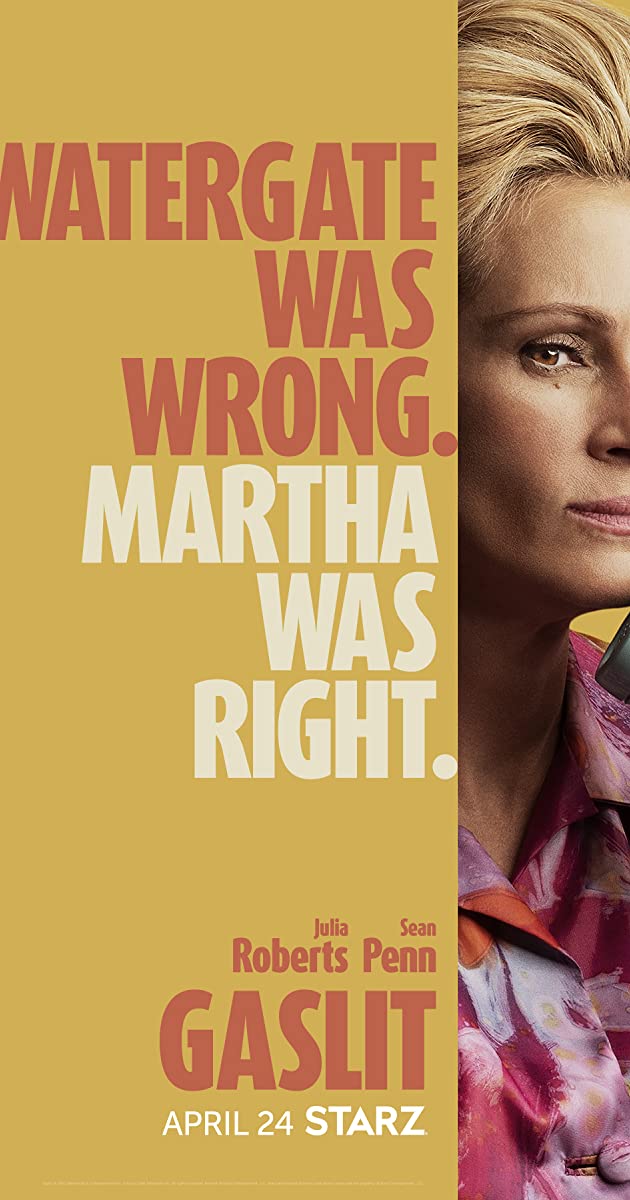 WATERGATE
WAS
WRONG.
MARTHA
WAS
RIGHT.
Julia Sean
Roberts Penn
GASLIT
APRIL 24 STARZ